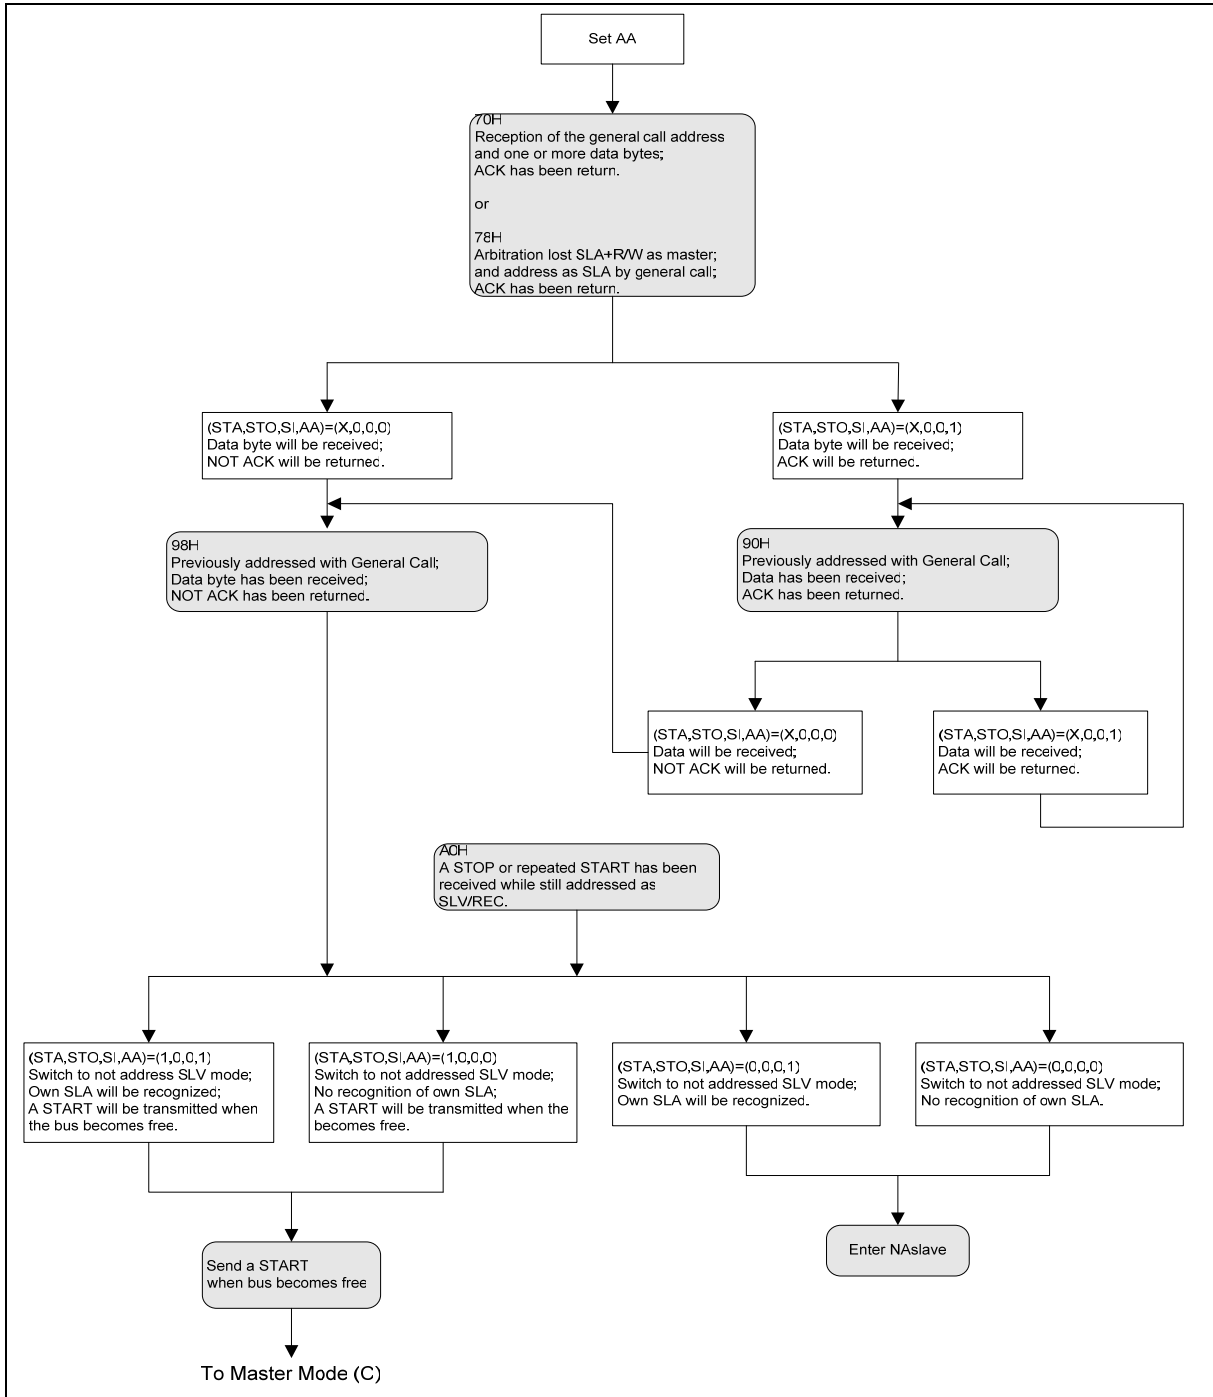 Set AA
70H
Reception of the general call address
and one or more data bytes;
ACK has been return.
or
78H
Arbitration lost SLA+R/W as master;
and address as SLA by general call;
ACK has been return.
(STA,STO,SI,AA)=(X,0,0,0)
Data byte will be received;
NOT ACK will be returned.
(STA,STO,SI,AA)=(X,0,0,1)
Data byte will be received;
ACK will be returned.
98H
Previously addressed with General Call;
Data byte has been received;
NOT ACK has been returned.
90H
Previously addressed with General Call;
Data has been received;
ACK has been returned.
(STA,STO,SI,AA)=(X,0,0,0)
Data will be received;
NOT ACK will be returned.
(STA,STO,SI,AA)=(X,0,0,1)
Data will be received;
ACK will be returned.
A0H
A STOP or repeated START has been
received while still addressed as
SLV/REC.
(STA,STO,SI,AA)=(1,0,0,1)
Switch to not address SLV mode;
Own SLA will be recognized;
A START will be transmitted when
the bus becomes free.
(STA,STO,SI,AA)=(1,0,0,0)
Switch to not addressed SLV mode;
No recognition of own SLA;
A START will be transmitted when the
becomes free.
(STA,STO,SI,AA)=(0,0,0,1)
Switch to not addressed SLV mode;
Own SLA will be recognized.
(STA,STO,SI,AA)=(0,0,0,0)
Switch to not addressed SLV mode;
No recognition of own SLA.
Send a START
when bus becomes free
Enter NAslave
To Master Mode (C)